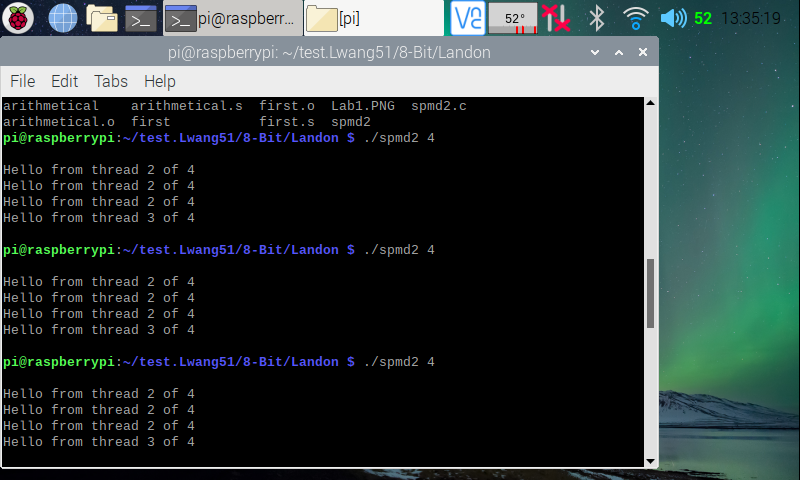 pi@raspberr... [pi] 52° 52 13:35:19
pi@raspberrypi: ~/test.Lwang51/8-Bit/Landon
File Edit Tabs Help
arithmetical arithmetical.s first.o Lab1.PNG spmd2.c
arithmetical.o first first.s spmd2
pi@raspberrypi:~/test.Lwang51/8-Bit/Landon $ ./spmd2 4
Hello from thread 2 of 4
Hello from thread 2 of 4
Hello from thread 2 of 4
Hello from thread 3 of 4
pi@raspberrypi:~/test.Lwang51/8-Bit/Landon $ ./spmd2 4
Hello from thread 2 of 4
Hello from thread 2 of 4
Hello from thread 2 of 4
Hello from thread 3 of 4
pi@raspberrypi:~/test.Lwang51/8-Bit/Landon $ ./spmd2 4
Hello from thread 2 of 4
Hello from thread 2 of 4
Hello from thread 2 of 4
Hello from thread 3 of 4